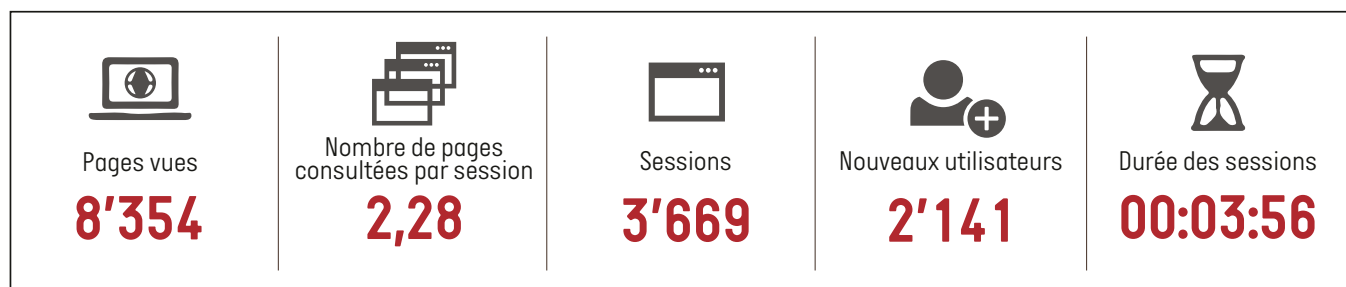 Pages vues
8'354
Nombre de pages
consultées par session
2,28
Sessions
3'669
Nouveaux utilisateurs
2'141
Durée des sessions
00:03:56